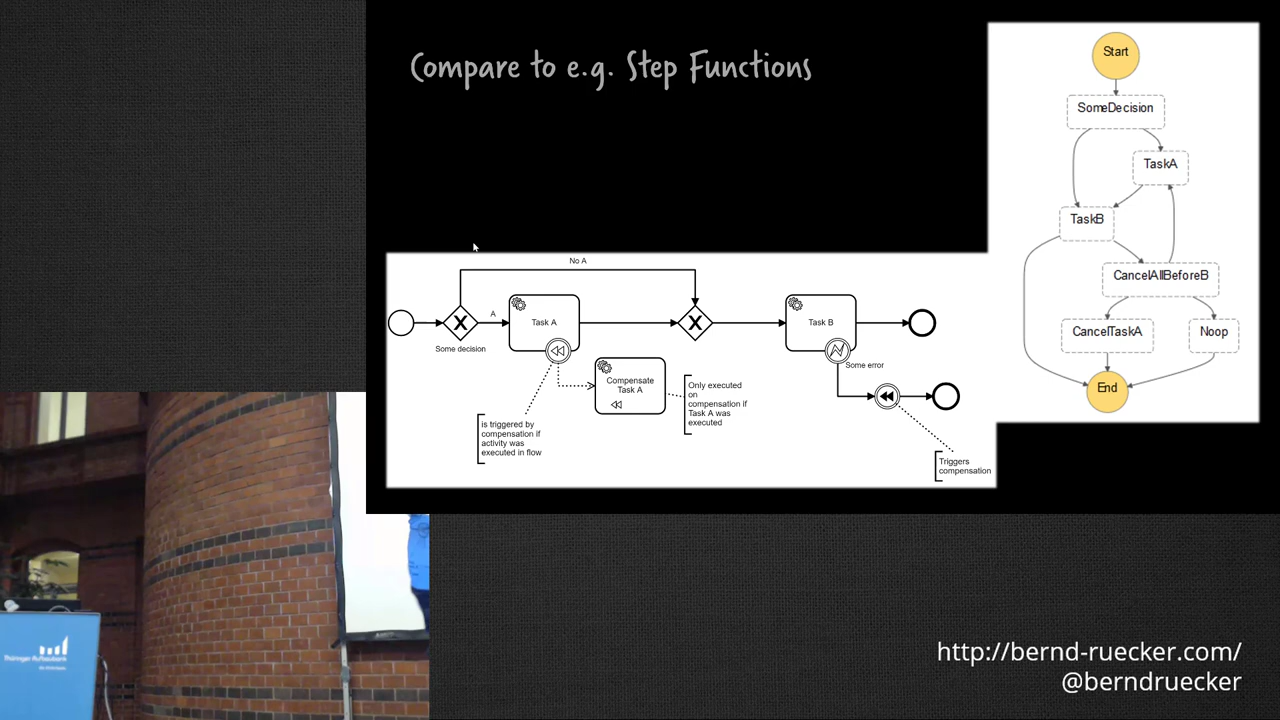 Compare to e.g. Step Functions
No A
A
Some decision
Task A
Task B
Some error
Compensate
Task A
Only executed
on
compensation if
Task A was
executed
is triggered by
compensation if
activity was
executed in flow
Triggers
compensation
Start
SomeDecision
TaskA
TaskB
CancelAllBeforeB
CancelTaskA
Noop
End
Thüringer Aufbaubank
http://bernd-ruecker.com/
@berndruecker